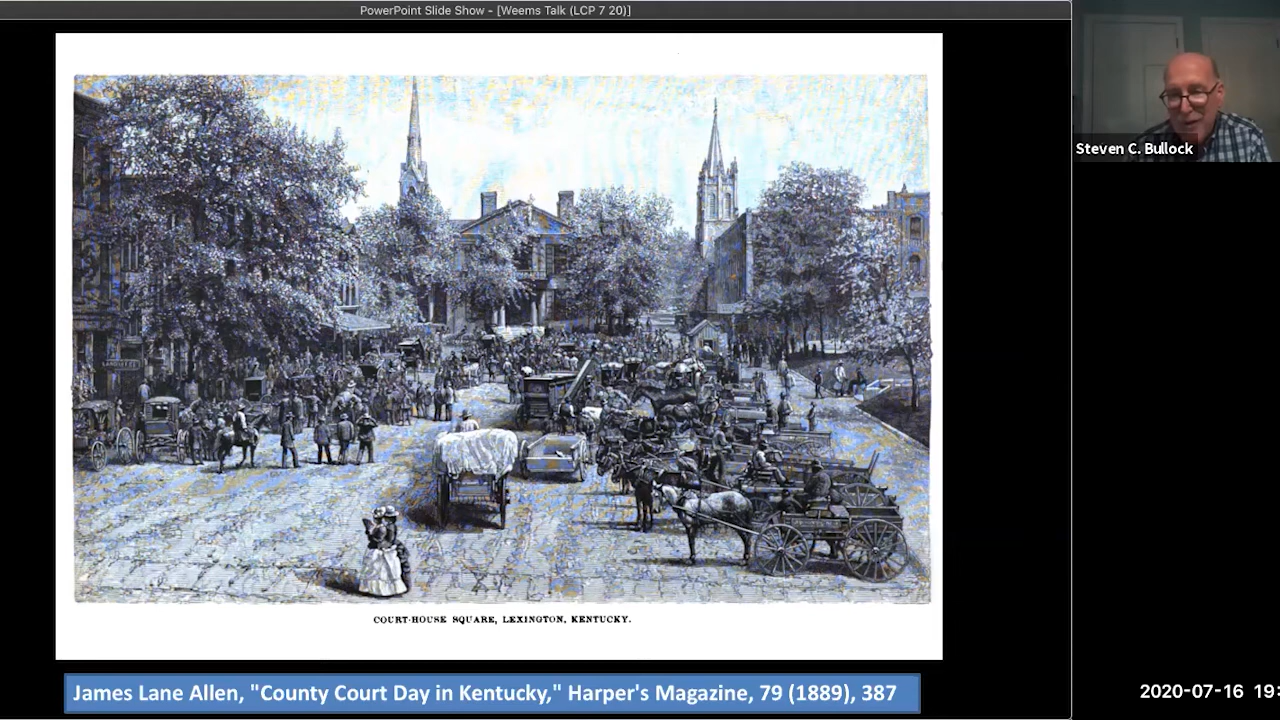 PowerPoint Slide Show - [Weems Talk (LCP 7 20)]
Steven C. Bullock
COURT-HOUSE SQUARE, LEXINGTON, KENTUCKY.
James Lane Allen, "County Court Day in Kentucky," Harper's Magazine, 79 (1889), 387
2020-07-16 19: